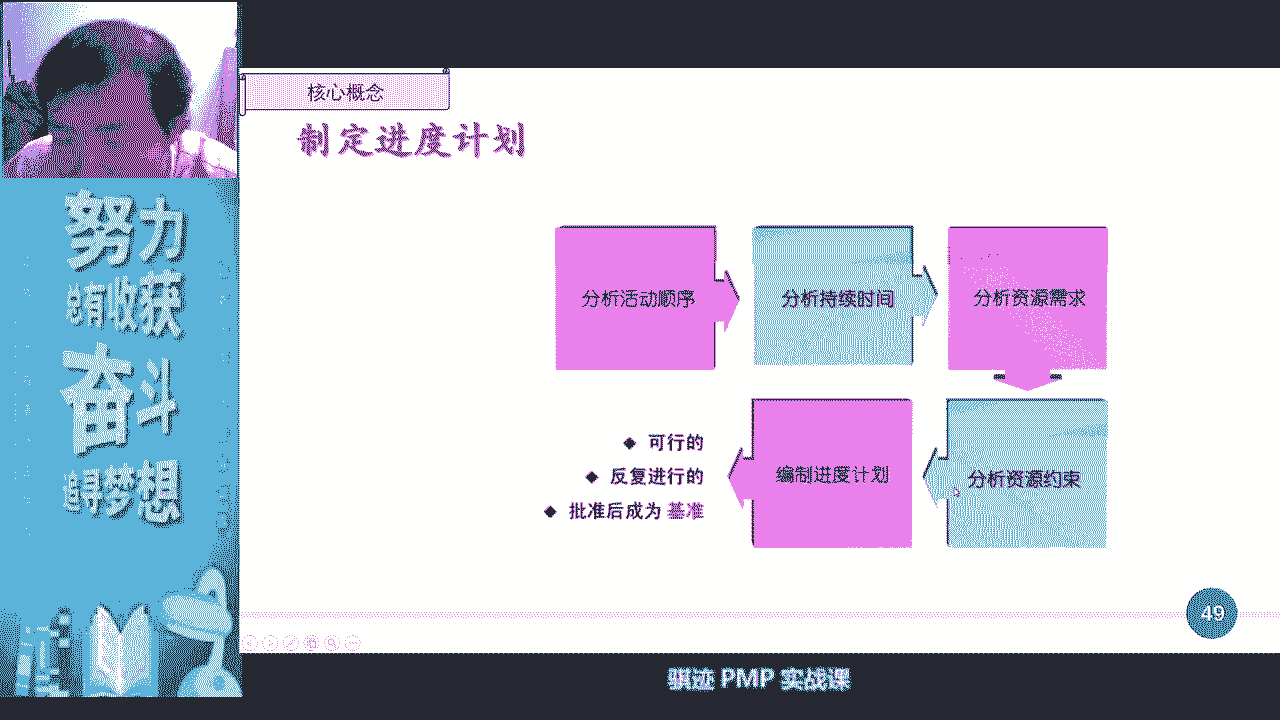 核心概念
制定进度计划
努力
总有收获
奋斗
追寻梦想
分析活动顺序
分析持续时间
分析资源需求
分析资源约束
编制进度计划
◆ 可行的
◆ 反复进行的
◆ 批准后成为 基准
49
骐迹 PMP 实战课